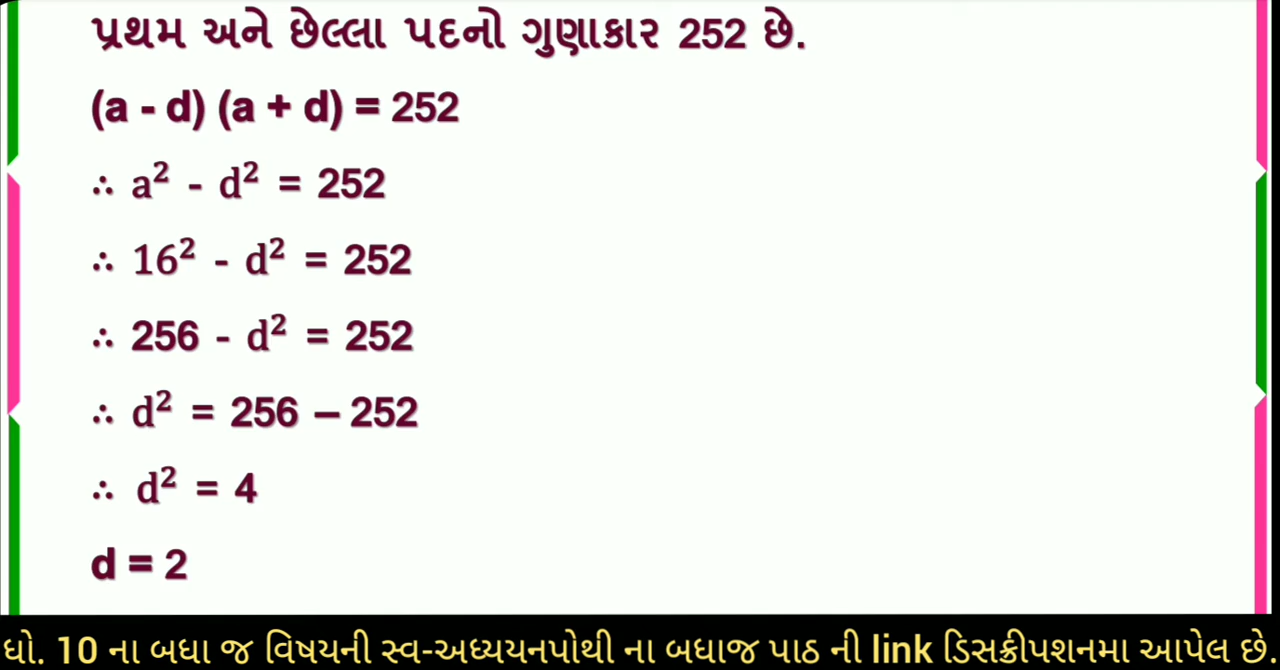 પ્રથમ અને છેલ્લા પદનો ગુણાકાર 252 છે.
(a - d) (a + d) = 252
∴ a² - d² = 252
∴ 16² - d² = 252
∴ 256 - d² = 252
∴ d² = 256 – 252
∴ d² = 4
d = 2
ધો. 10 ના બધા જ વિષયની સ્વ-અધ્યયનપોથી ના બધાજ પાઠ ની link ડિસક્રીપશનમા આપેલ છે.